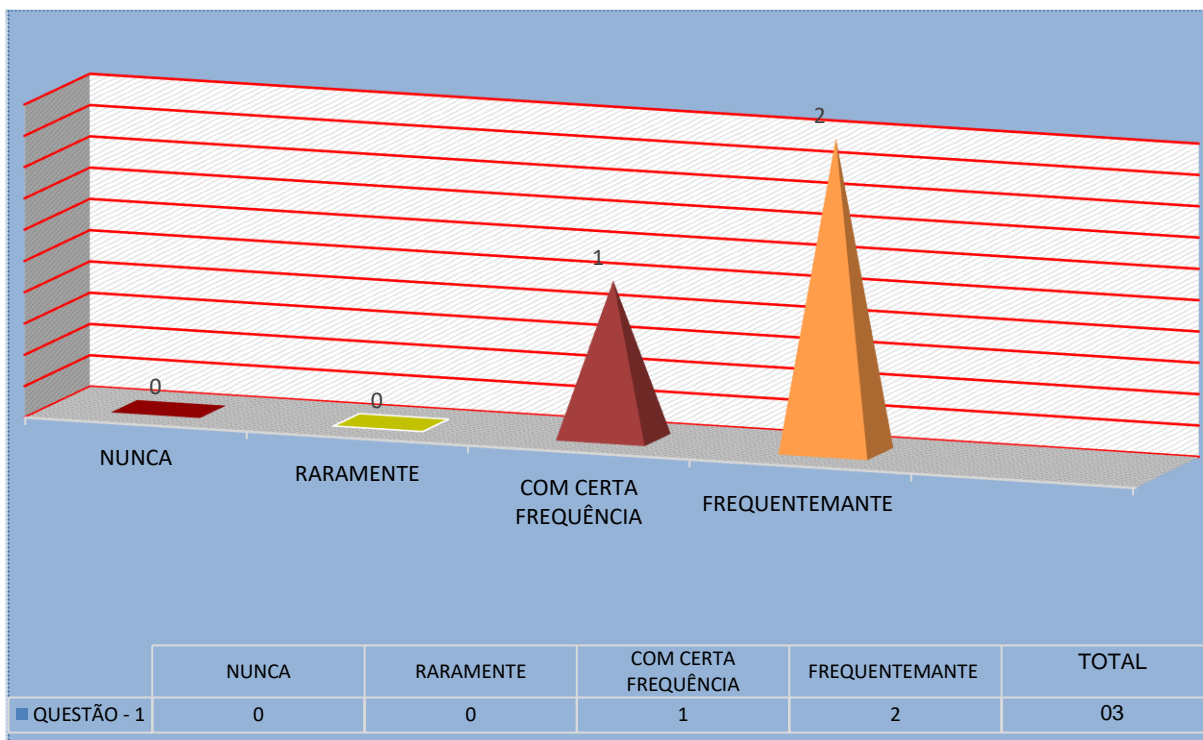 2
1
0
0
NUNCA
RARAMENTE
COM CERTA
FREQUÊNCIA
FREQUENTEMANTE
NUNCA RARAMENTE COM CERTA FREQUÊNCIA FREQUENTEMANTE TOTAL
QUESTÃO - 1 0 0 1 2 03